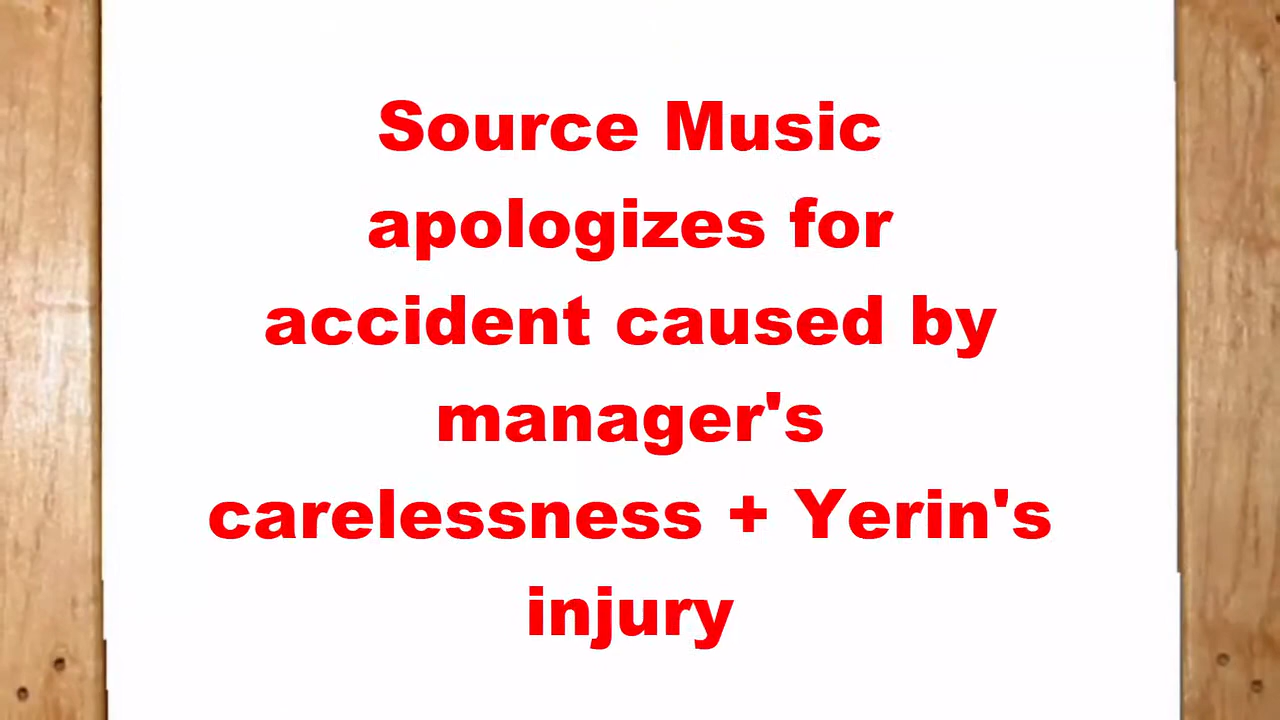 Source Music
apologizes for
accident caused by
manager's
carelessness + Yerin's
injury